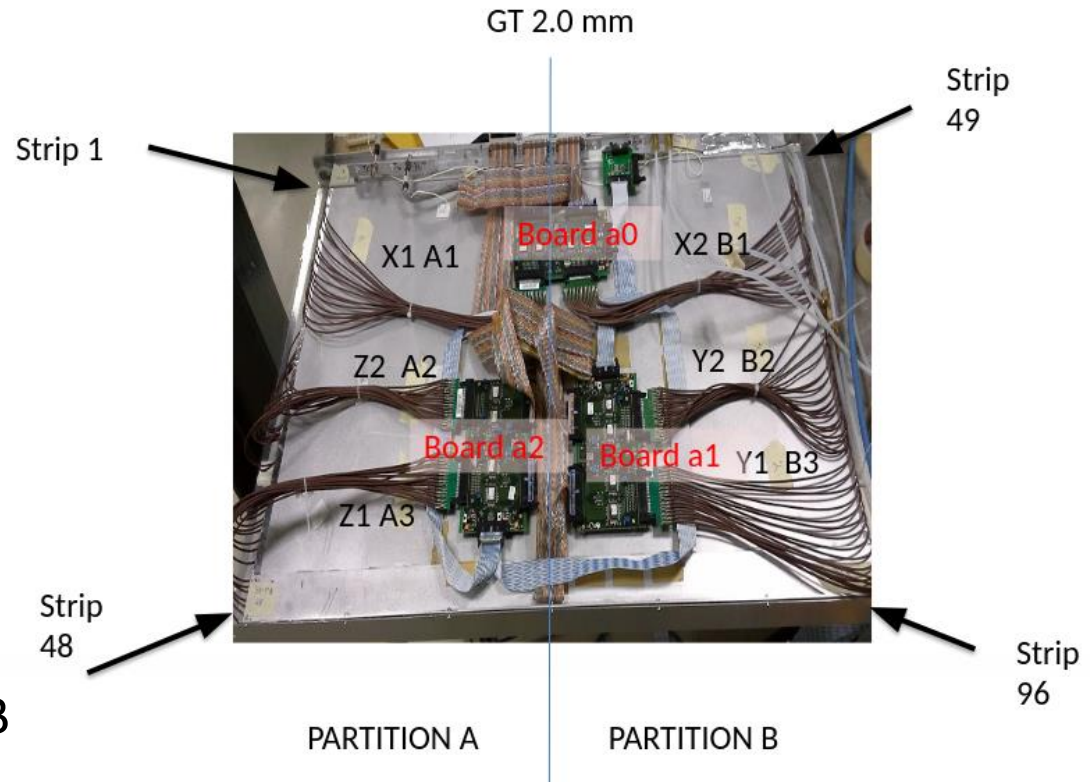 GT 2.0 mm
Strip
49
Strip 1
Board a0
X1 A1
X2 B1
Z2 A2
Y2 B2
Board a2
Board a1
Y1 B3
Z1 A3
Strip
48
Strip
96
3
PARTITION A
PARTITION B